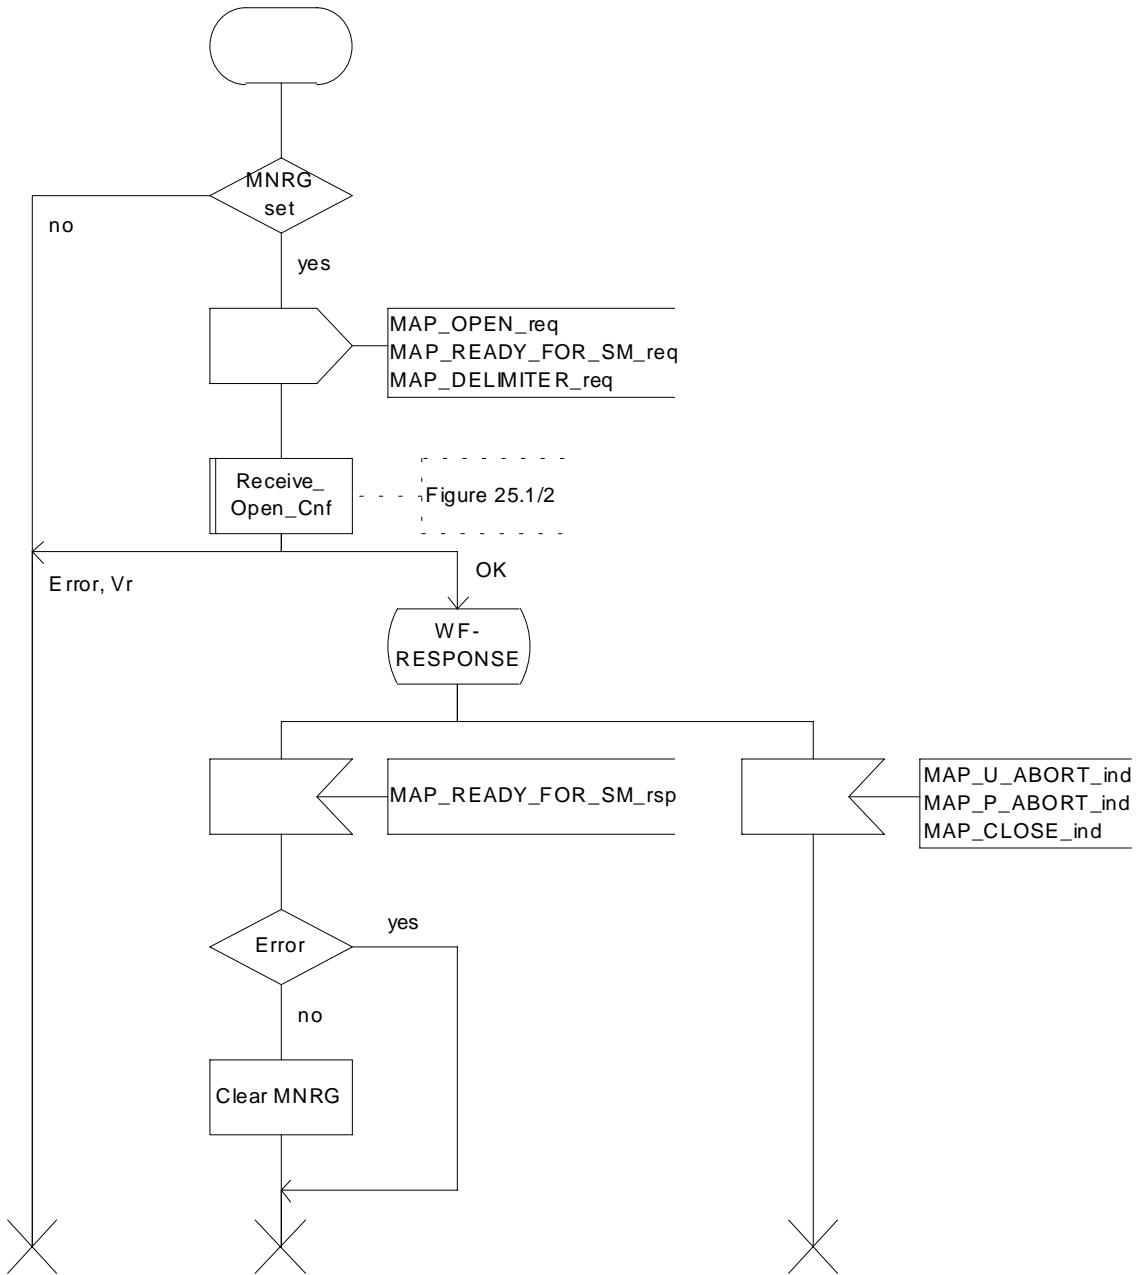 MNRG
set
no
yes
MAP_OPEN_req
MAP_READY_FOR_SM_req
MAP_DELIMITER_req
Receive_
Open_Cnf
Figure 25.1/2
Error, Vr
OK
WF-
RESPONSE
MAP_READY_FOR_SM_rsp
MAP_U_ABORT_ind
MAP_P_ABORT_ind
MAP_CLOSE_ind
Error
yes
no
Clear MNRG